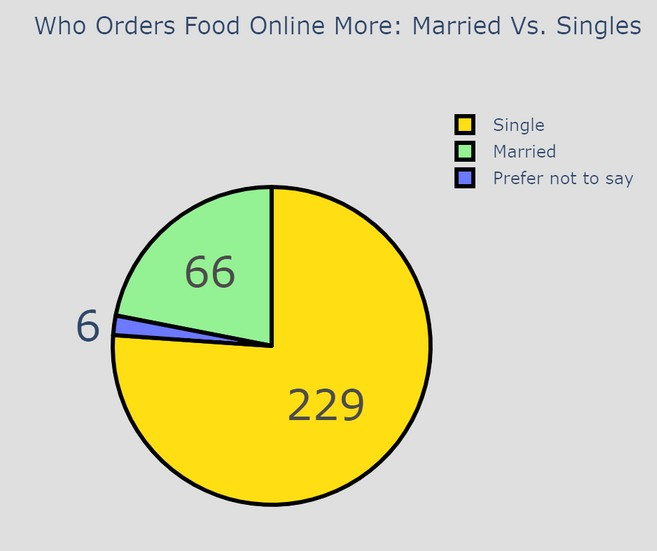 Who Orders Food Online More: Married Vs. Singles
Single
Married
Prefer not to say
66
6
229